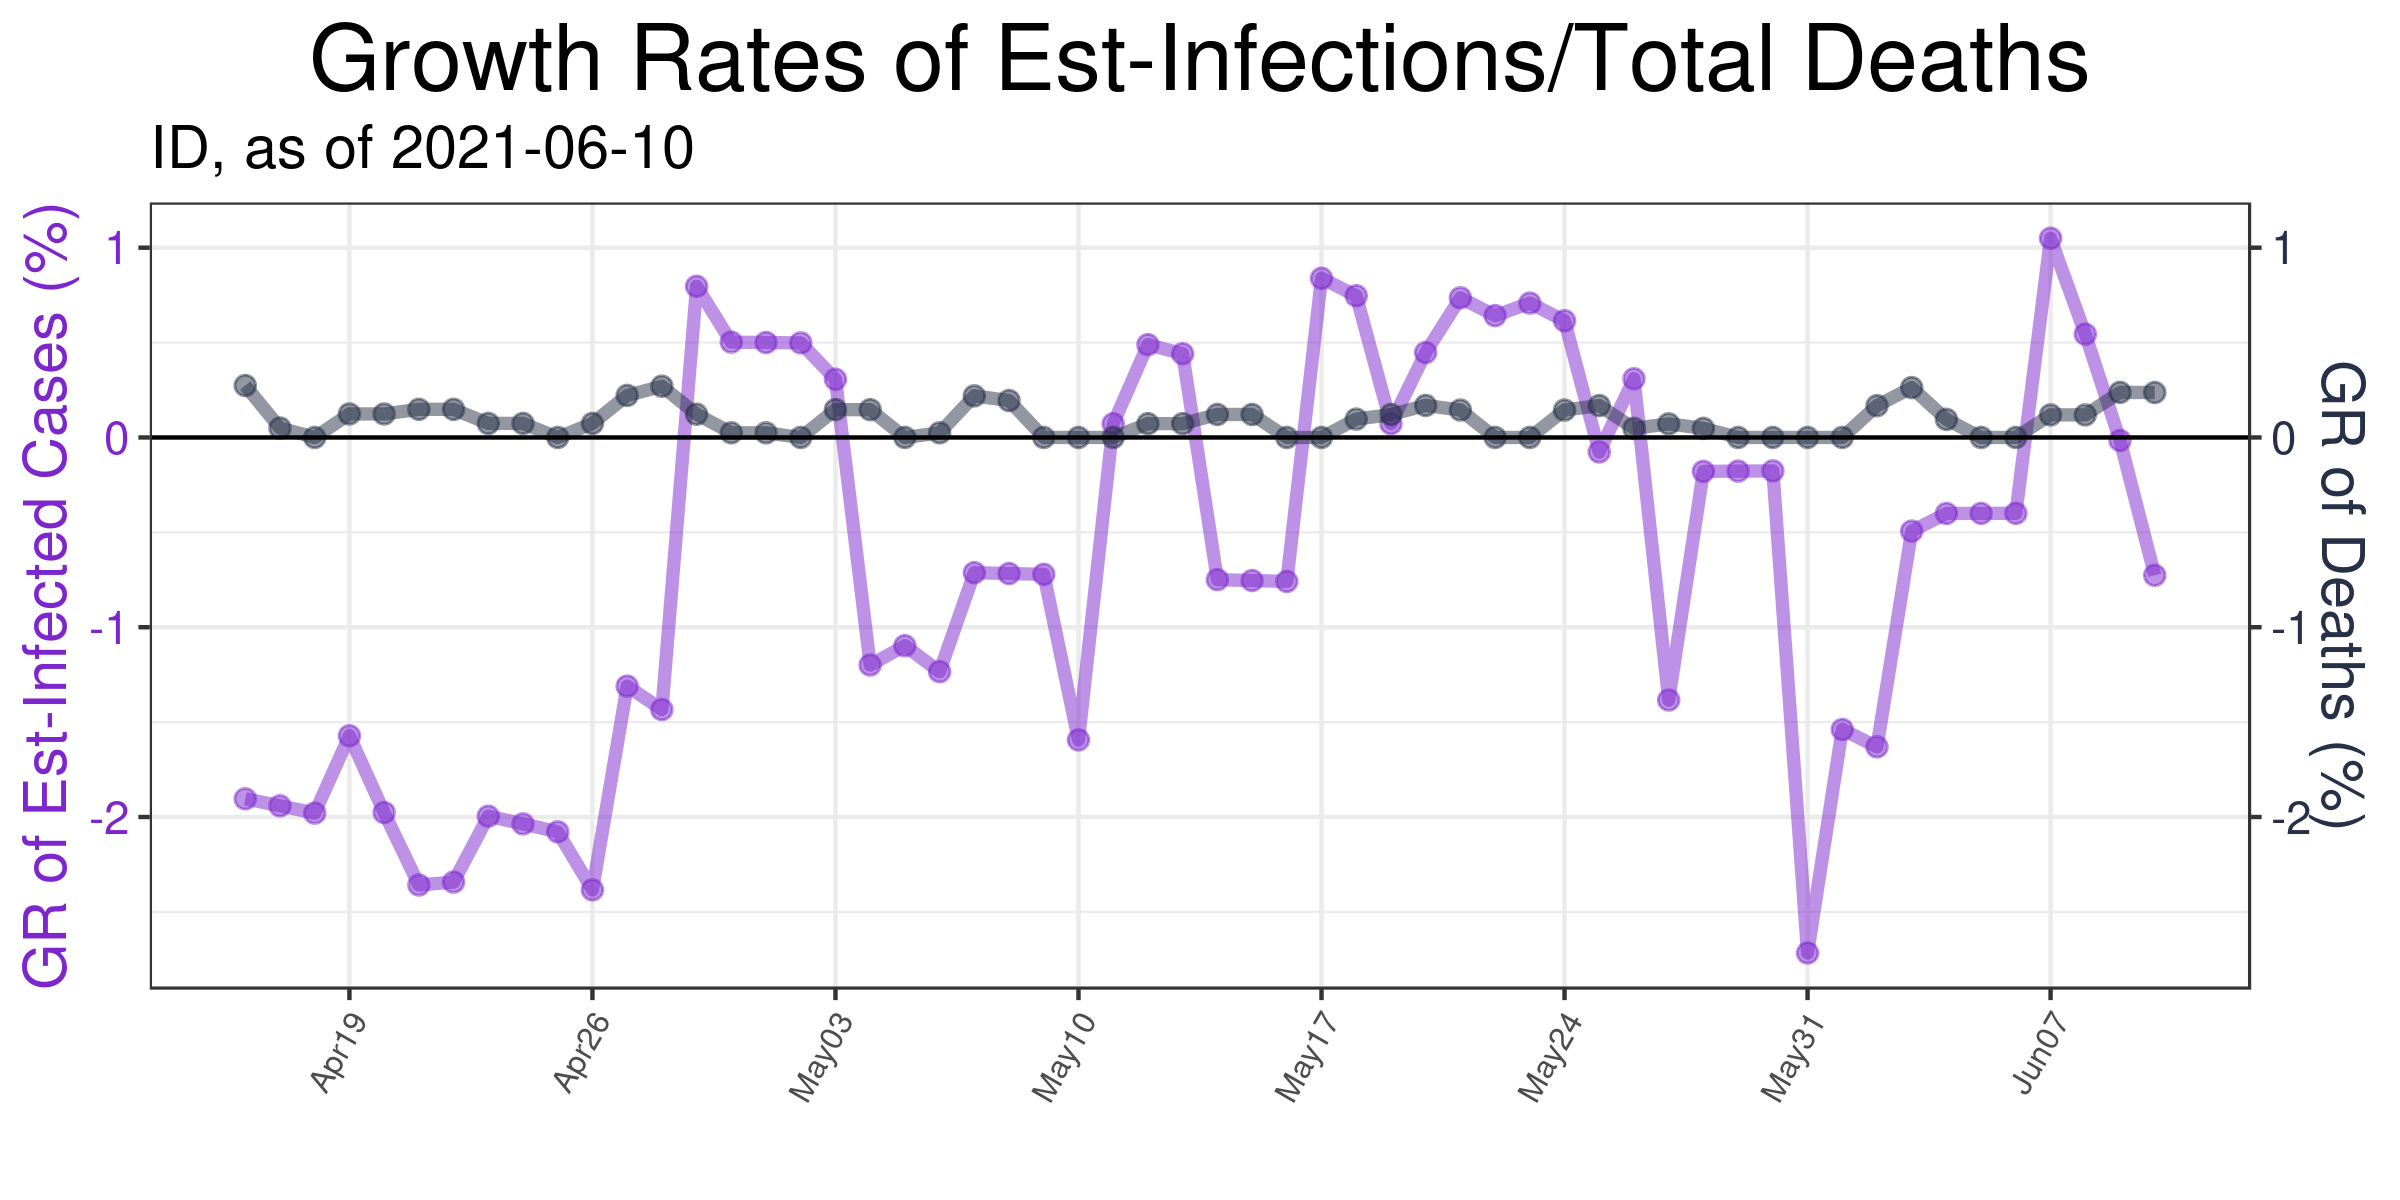 Growth Rates of Est-Infections/Total Deaths
ID, as of 2021-06-10
GR of Est-Infected Cases (%)
1
0
-1
-2
1
0
-1
-2
GR of Deaths (%)
Apr19
Apr26
May03
May10
May17
May24
May31
Jun07